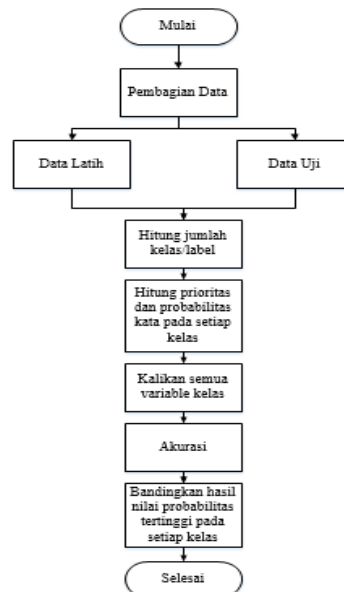 Mulai
Pembagian Data
Data Latih
Data Uji
Hitung jumlah
kelas/label
Hitung prioritas
dan probabilitas
kata pada setiap
kelas
Kalikan semua
variable kelas
Akurasi
Bandingkan hasil
nilai probabilitas
tertinggi pada
setiap kelas
Selesai